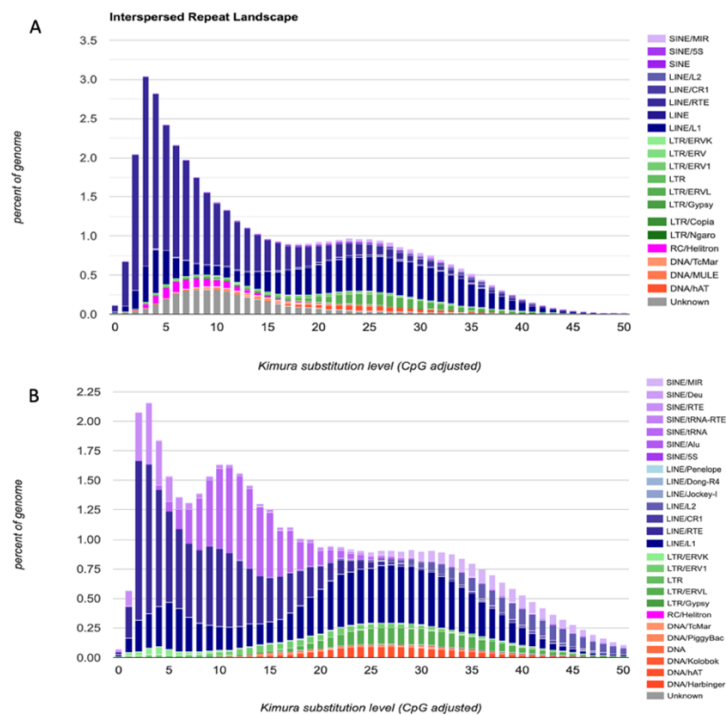 A
Interspersed Repeat Landscape
percent of genome
3.5
3.0
2.5
2.0
1.5
1.0
0.5
0.0
0 5 10 15 20 25 30 35 40 45 50
Kimura substitution level (CpG adjusted)
SINE/MIR
SINE/5S
SINE
LINE/L2
LINE/CR1
LINE/RTE
LINE
LINE/L1
LTR/ERVK
LTR/ERV
LTR/ERV1
LTR
LTR/ERVL
LTR/Gypsy
LTR/Copia
LTR/Ngaro
RC/Helitron
DNA/TcMar
DNA/MULE
DNA/hAT
Unknown
B
percent of genome
2.25
2.00
1.75
1.50
1.25
1.00
0.75
0.50
0.25
0.00
0 5 10 15 20 25 30 35 40 45 50
Kimura substitution level (CpG adjusted)
SINE/MIR
SINE/Deu
SINE/RTE
SINE/tRNA-RTE
SINE/tRNA
SINE/Alu
SINE/5S
LINE/Penelope
LINE/Dong-R4
LINE/Jockey-I
LINE/L2
LINE/CR1
LINE/RTE
LINE/L1
LTR/ERVK
LTR/ERV1
LTR
LTR/ERVL
LTR/Gypsy
RC/Helitron
DNA/TcMar
DNA/PiggyBac
DNA
DNA/Kolobok
DNA/hAT
DNA/Harbinger
Unknown